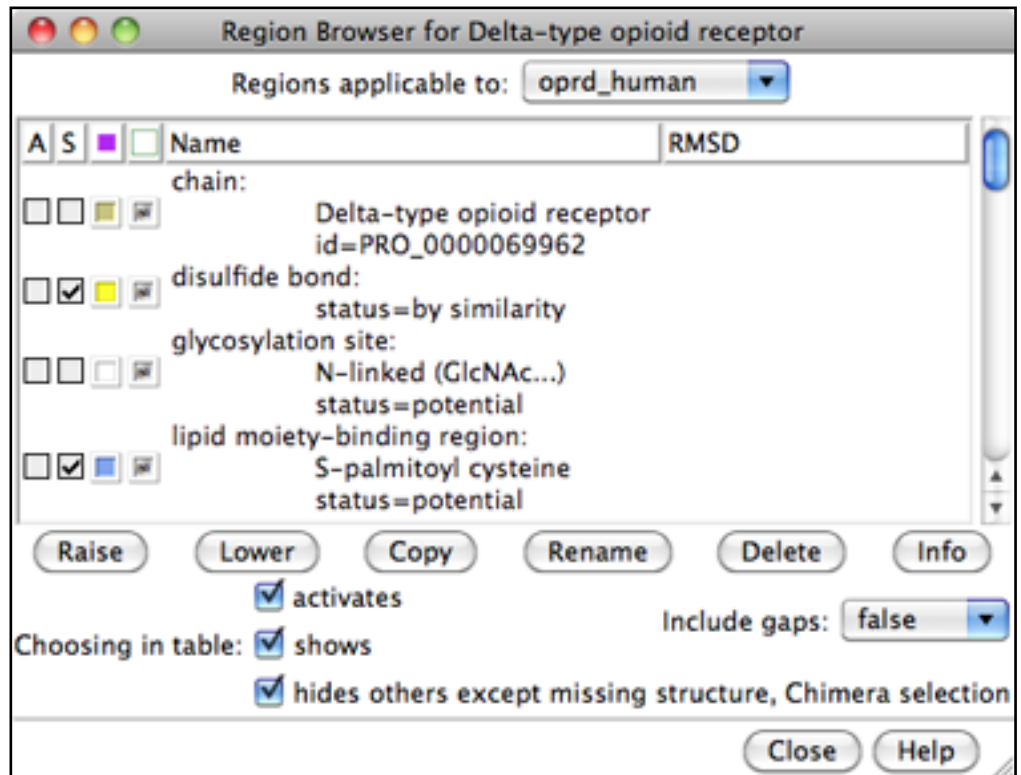 Region Browser for Delta-type opioid receptor
Regions applicable to: oprd_human
A S Name RMSD
chain:
Delta-type opioid receptor
id=PRO_0000069962
disulfide bond:
status=by similarity
glycosylation site:
N-linked (GlcNAc...)
status=potential
lipid moiety-binding region:
S-palmitoyl cysteine
status=potential
Raise Lower Copy Rename Delete Info
activates
Include gaps: false
Choosing in table: shows
hides others except missing structure, Chimera selection
Close Help